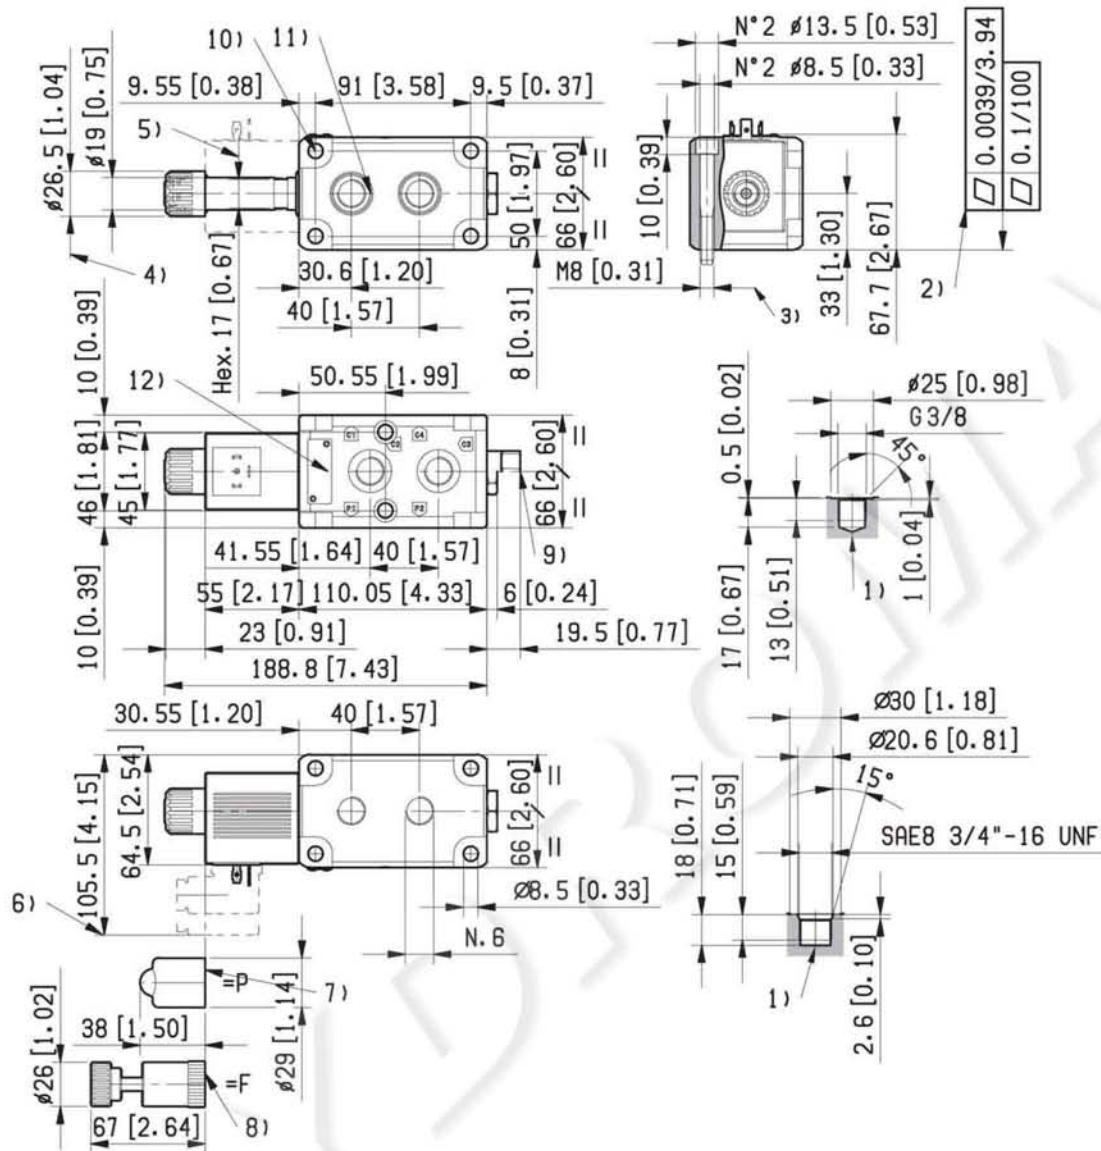 10)
11)
N°2 ø13.5 [0.53]
N°2 ø8.5 [0.33]
0.0039/3.94
0.1/100
9.55 [0.38]
91 [3.58]
9.5 [0.37]
ø26.5 [1.04]
ø19 [0.75]
5)
50 [1.97]
66 [2.60]
=
=
10 [0.39]
4)
Hex.17 [0.67]
30.6 [1.20]
40 [1.57]
8 [0.31]
M8 [0.31]
3)
33 [1.30]
67.7 [2.67]
2)
10 [0.39]
12)
50.55 [1.99]
46 [1.81]
45 [1.77]
C1
C4
P1
P2
66 [2.60]
=
=
41.55 [1.64]
40 [1.57]
9)
10 [0.39]
55 [2.17]
110.05 [4.33]
6 [0.24]
23 [0.91]
19.5 [0.77]
188.8 [7.43]
ø25 [0.98]
G3/8
45°
0.5 [0.02]
17 [0.67]
13 [0.51]
1)
1 [0.04]
30.55 [1.20]
40 [1.57]
105.5 [4.15]
64.5 [2.54]
66 [2.60]
=
=
ø8.5 [0.33]
N.6
6)
=P
7)
ø29 [1.14]
38 [1.50]
ø26 [1.02]
=F
67 [2.64]
8)
ø30 [1.18]
ø20.6 [0.81]
15°
SAE8 3/4"-16 UNF
18 [0.71]
15 [0.59]
1)
2.6 [0.10]